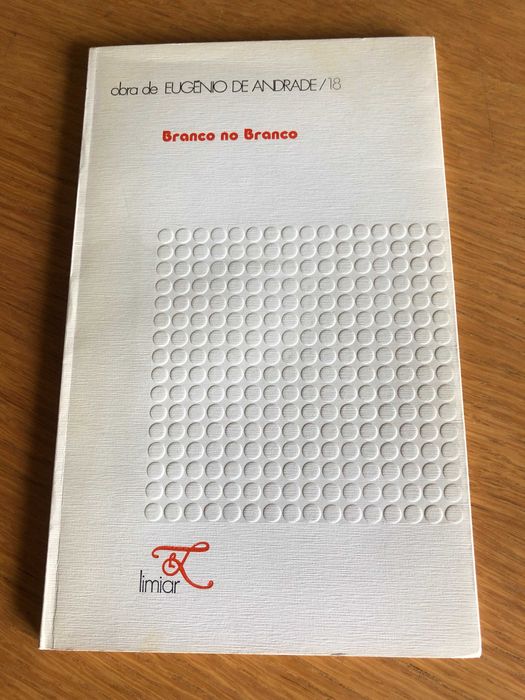 obra de EUGÉNIO DE ANDRADE/18
Branco no Branco
limiar